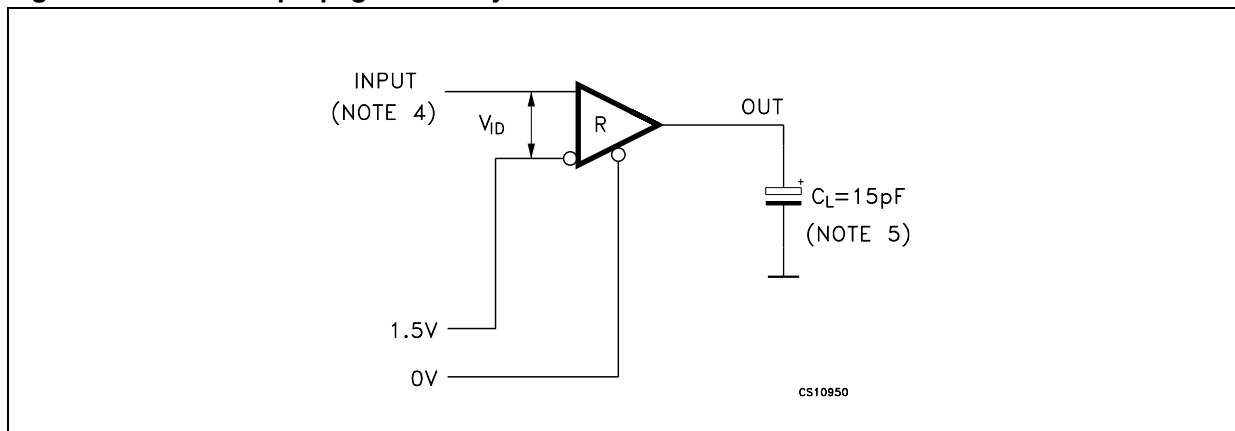 INPUT
(NOTE 4)
V_ID
R
OUT
+
C_L=15pF
(NOTE 5)
1.5V
0V
CS10950